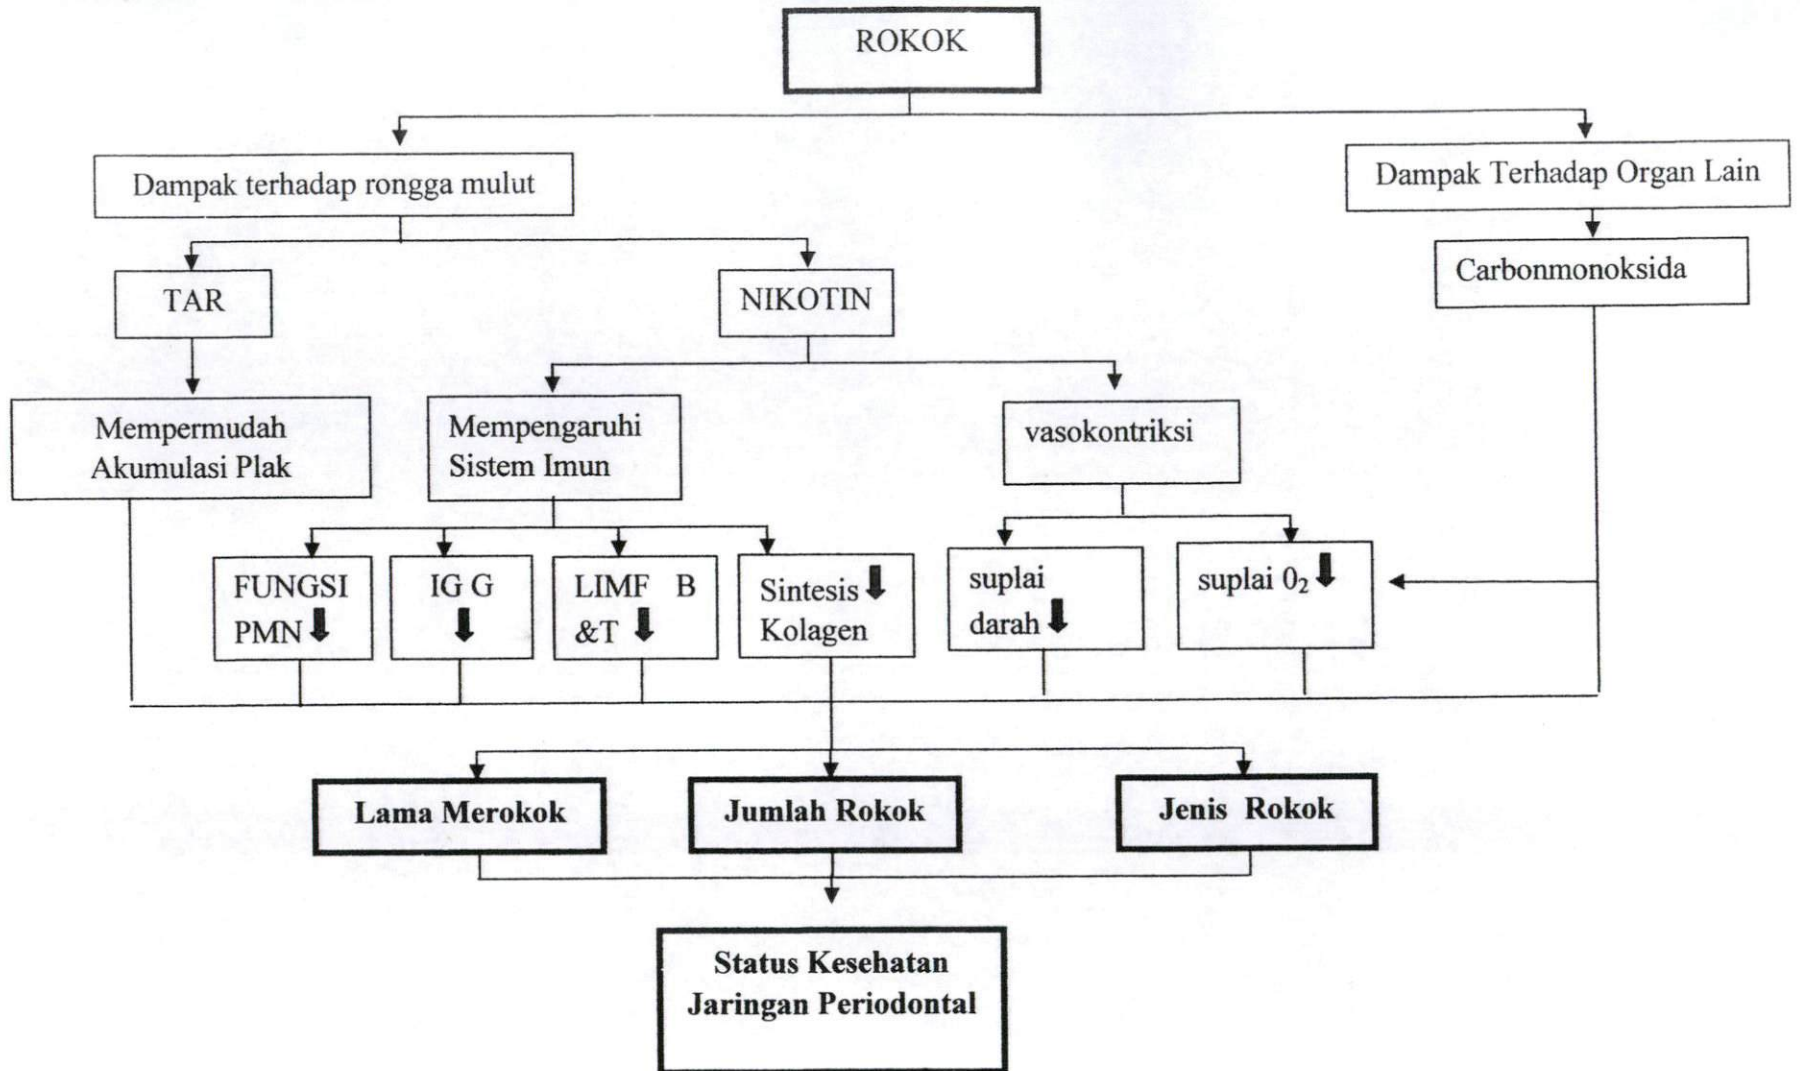 ROKOK
Dampak terhadap rongga mulut
Dampak Terhadap Organ Lain
TAR
NIKOTIN
Carbonmonoksida
Mempermudah
Akumulasi Plak
Mempengaruhi
Sistem Imun
vasokontriksi
FUNGSI
PMN
IG G
LIMF B
&T
Sintesis
Kolagen
suplai
darah
suplai 0₂
Lama Merokok
Jumlah Rokok
Jenis Rokok
Status Kesehatan
Jaringan Periodontal